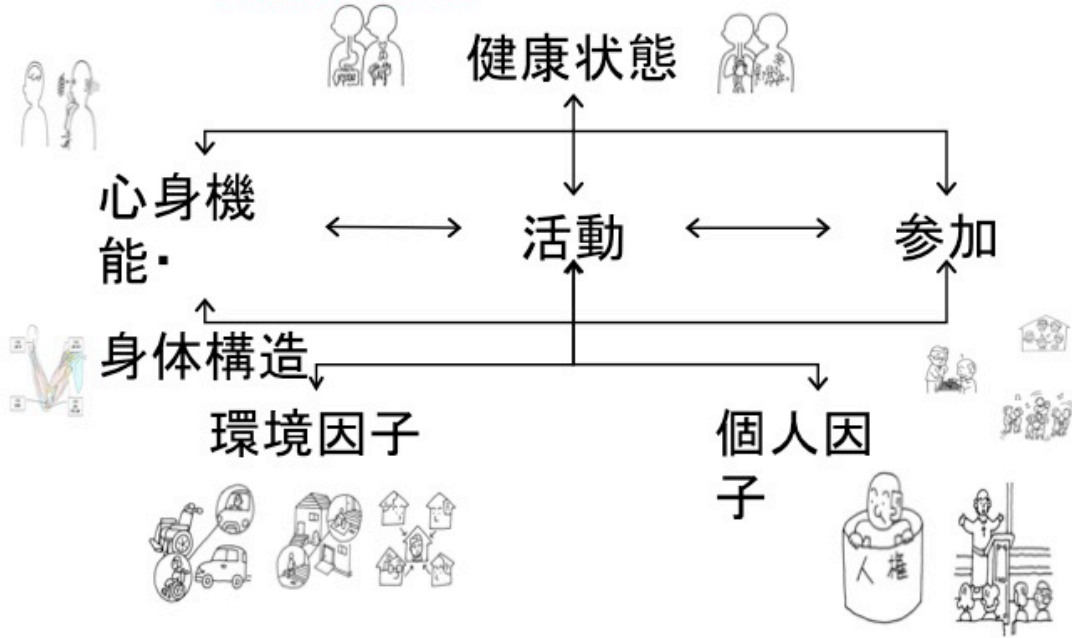 健康状態
心身機
能・
身体構造
活動
参加
環境因子
個人因
子
人権